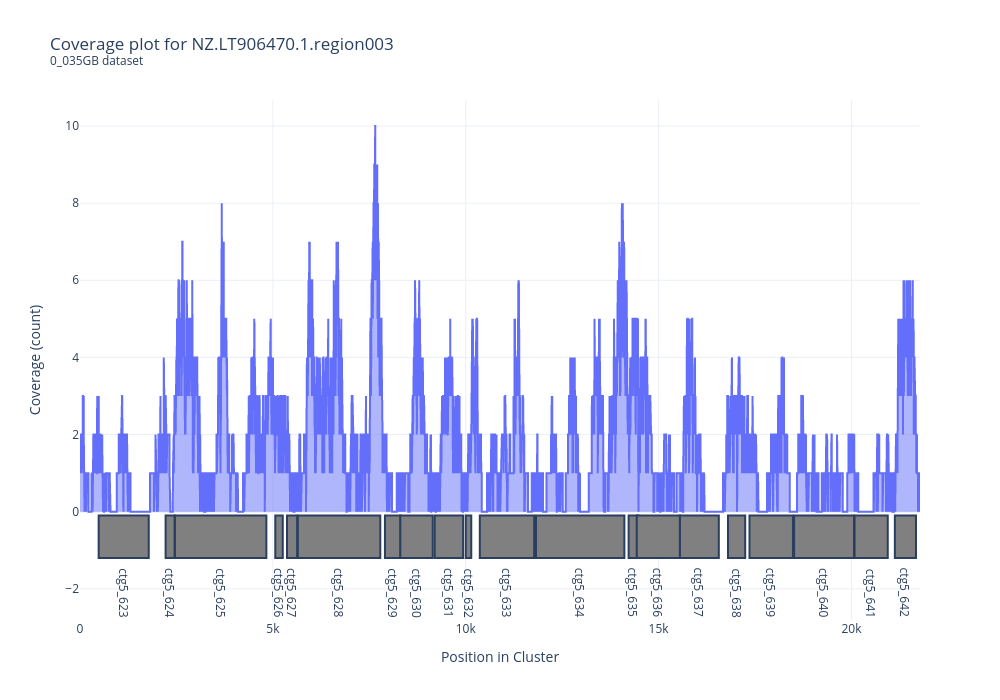 Coverage plot for NZ.LT906470.1.region003
0_035GB dataset
Coverage (count)
10
8
6
4
2
0
−2
ctg5_623
ctg5_624
ctg5_625
ctg5_626
ctg5_627
ctg5_628
ctg5_629
ctg5_630
ctg5_631
ctg5_632
ctg5_633
ctg5_634
ctg5_635
ctg5_636
ctg5_637
ctg5_638
ctg5_639
ctg5_640
ctg5_641
ctg5_642
0
5k
10k
15k
20k
Position in Cluster